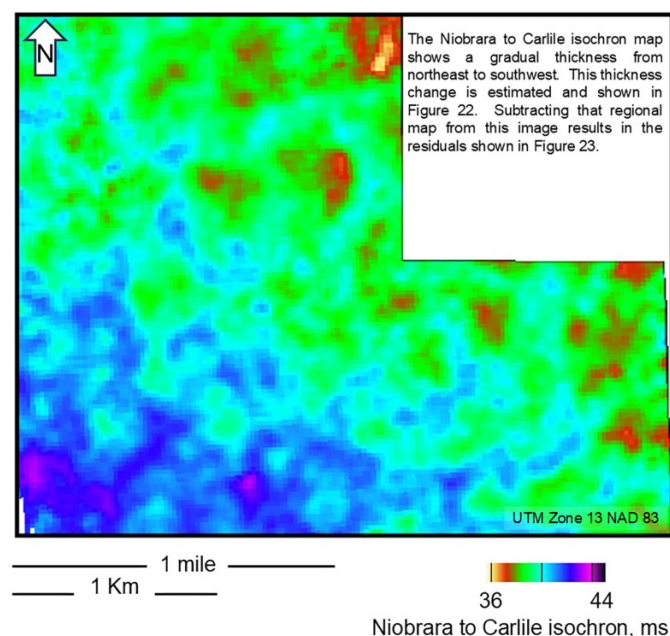 N
The Niobrara to Carlile isochron map
shows a gradual thickness from
northeast to southwest. This thickness
change is estimated and shown in
Figure 22. Subtracting that regional
map from this image results in the
residuals shown in Figure 23.
UTM Zone 13 NAD 83
1 mile
1 Km
36 44
Niobrara to Carlile isochron, ms